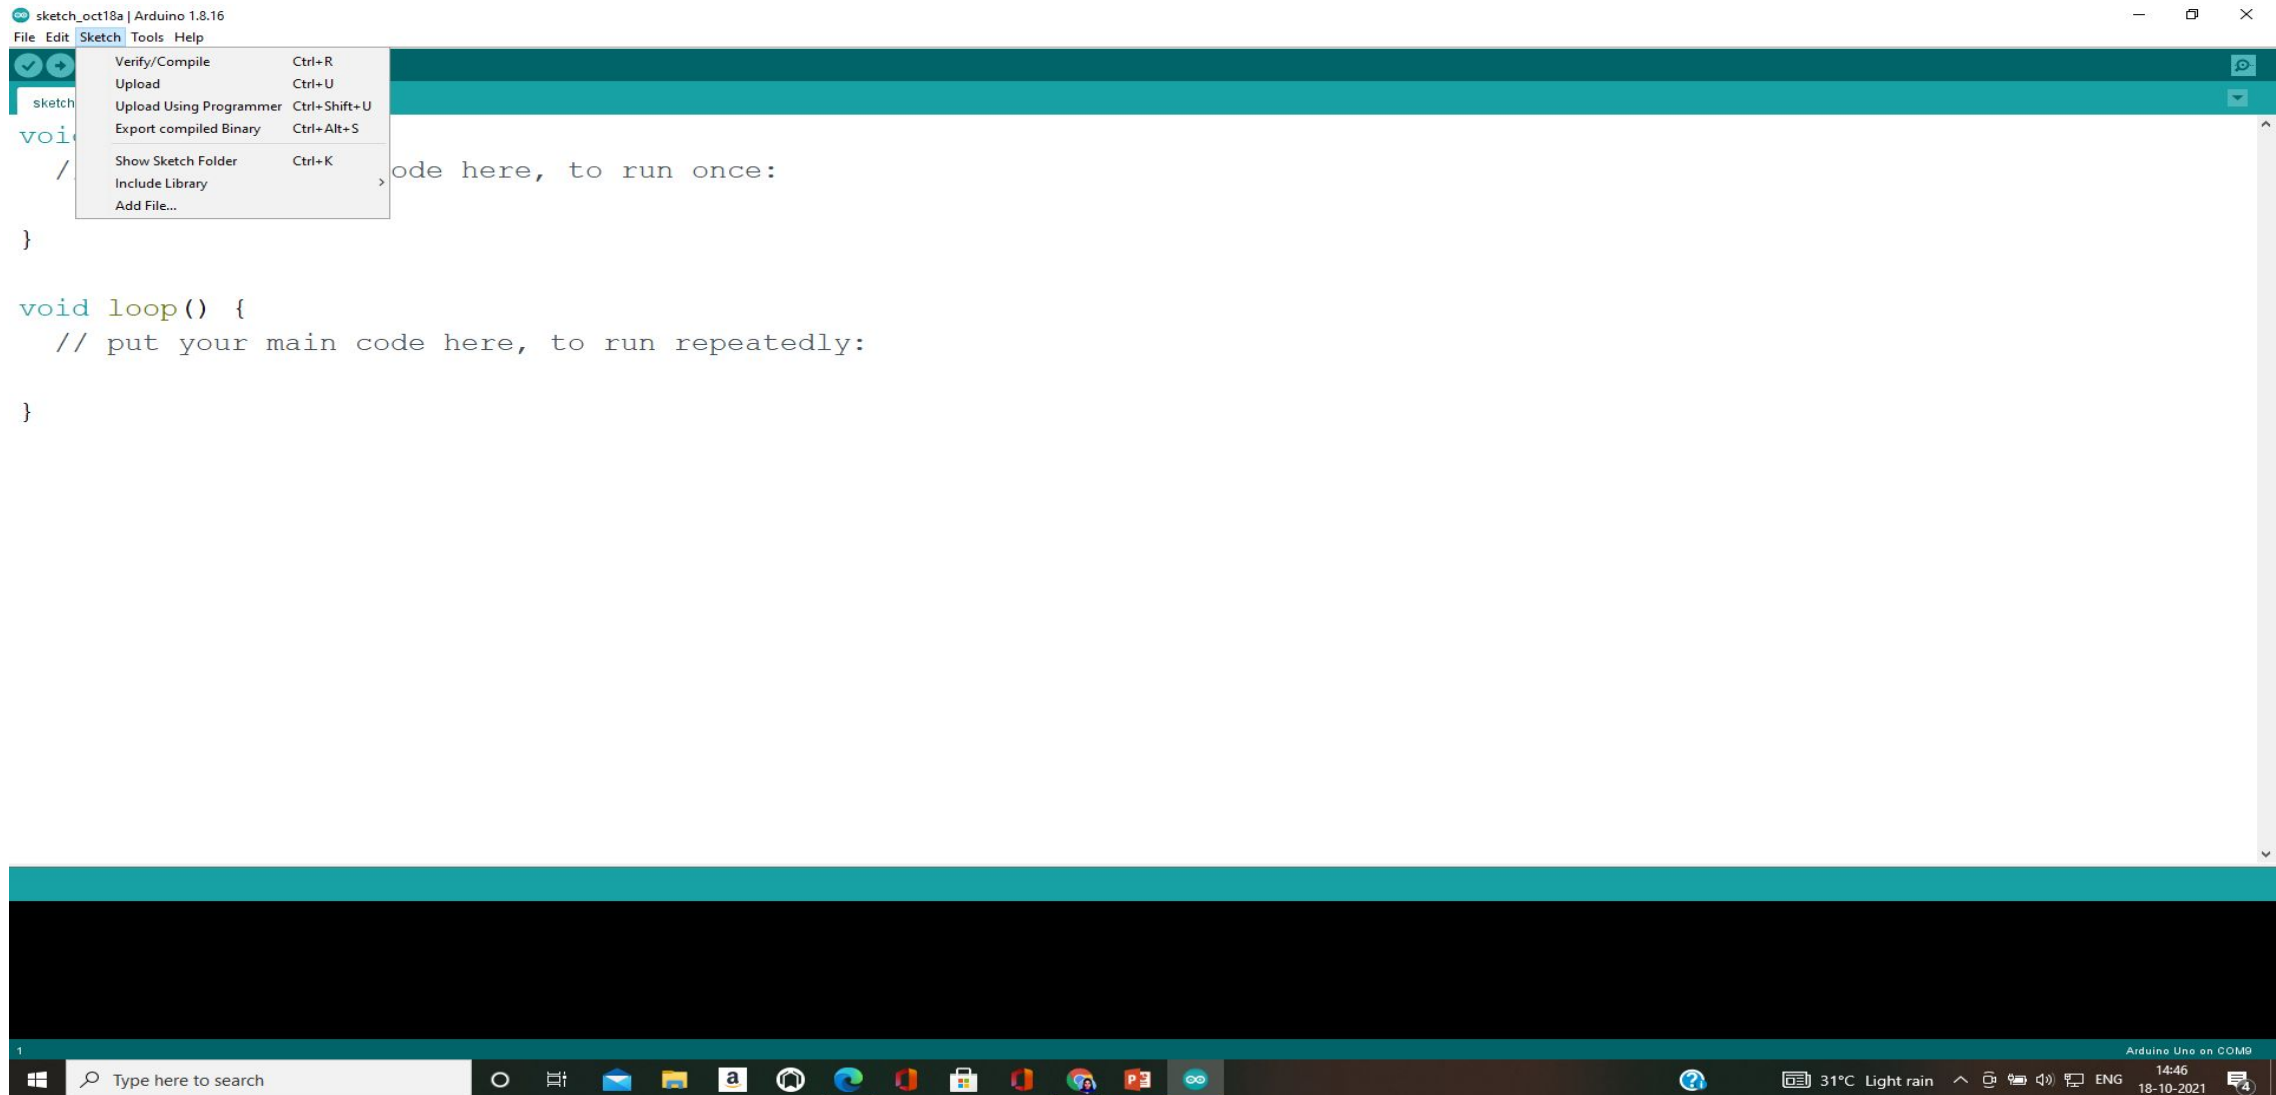 sketch_oct18a | Arduino 1.8.16
File Edit Sketch Tools Help
Verify/Compile Ctrl+R
Upload Ctrl+U
Upload Using Programmer Ctrl+Shift+U
Export compiled Binary Ctrl+Alt+S
Show Sketch Folder Ctrl+K
Include Library >
Add File...
sketch
voi
/ ode here, to run once:
}
void loop() {
// put your main code here, to run repeatedly:
}
1
Arduino Uno on COM9
Type here to search
31°C Light rain
ENG
14:46
18-10-2021
4